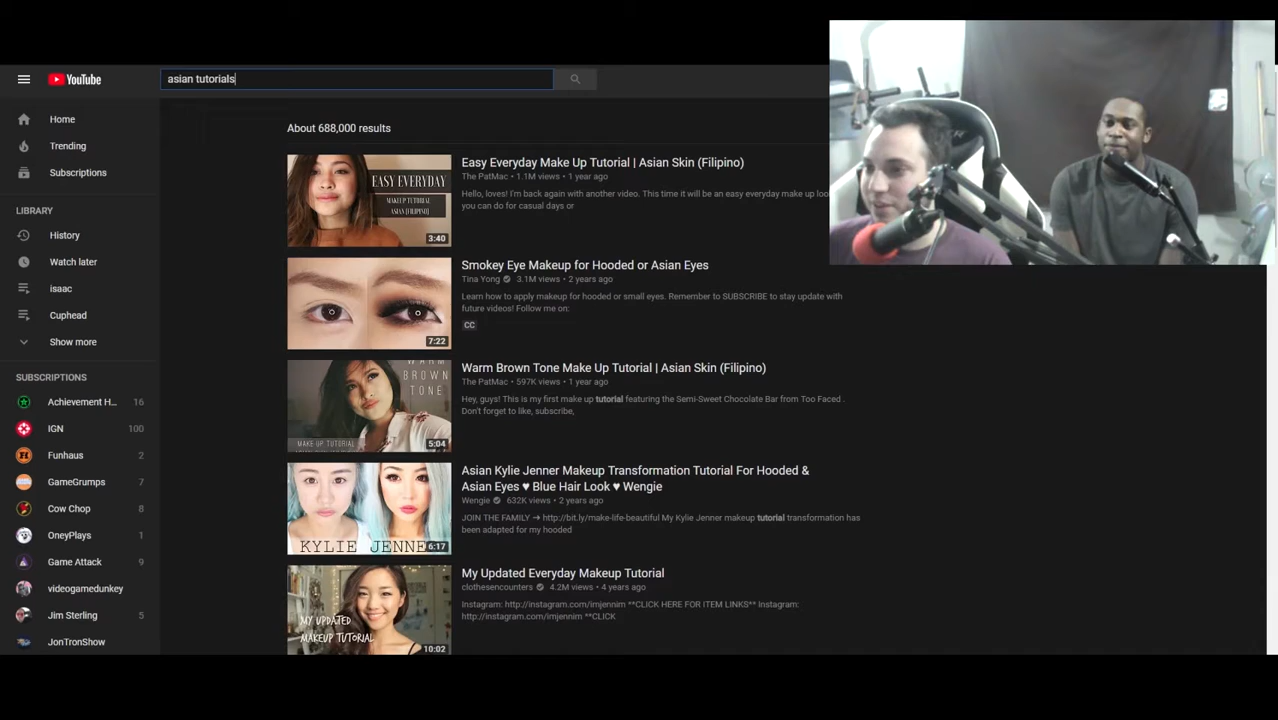 YouTube
asian tutorials
Home
Trending
Subscriptions
LIBRARY
History
Watch later
isaac
Cuphead
Show more
SUBSCRIPTIONS
Achievement H... 16
IGN 100
Funhaus 2
GameGrumps 7
Cow Chop 8
OneyPlays 1
Game Attack 9
videogamedunkey
Jim Sterling 5
JonTronShow
About 688,000 results
EASY EVERYDAY
MAKEUP TUTORIAL
ASIAN (FILIPINO)
3:40
Easy Everyday Make Up Tutorial | Asian Skin (Filipino)
The PatMac • 1.1M views • 1 year ago
Hello, loves! I'm back again with another video. This time it will be an easy everyday make up loo
you can do for casual days or
7:22
Smokey Eye Makeup for Hooded or Asian Eyes
Tina Yong 3.1M views • 2 years ago
Learn how to apply makeup for hooded or small eyes. Remember to SUBSCRIBE to stay update with
future videos! Follow me on:
CC
WARM
BROWN
TONE
MAKE-UP TUTORIAL
5:04
Warm Brown Tone Make Up Tutorial | Asian Skin (Filipino)
The PatMac • 597K views • 1 year ago
Hey, guys! This is my first make up tutorial featuring the Semi-Sweet Chocolate Bar from Too Faced .
Don't forget to like, subscribe,
KYLIE JENNE
6:17
Asian Kylie Jenner Makeup Transformation Tutorial For Hooded &
Asian Eyes ♥ Blue Hair Look ♥ Wengie
Wengie 632K views • 2 years ago
JOIN THE FAMILY ➜ http://bit.ly/make-life-beautiful My Kylie Jenner makeup tutorial transformation has
been adapted for my hooded
MY UPDATED
MAKEUP TUTORIAL
10:02
My Updated Everyday Makeup Tutorial
clothesencounters 4.2M views • 4 years ago
Instagram: http://instagram.com/imjennim **CLICK HERE FOR ITEM LINKS** Instagram:
http://instagram.com/imjennim **CLICK